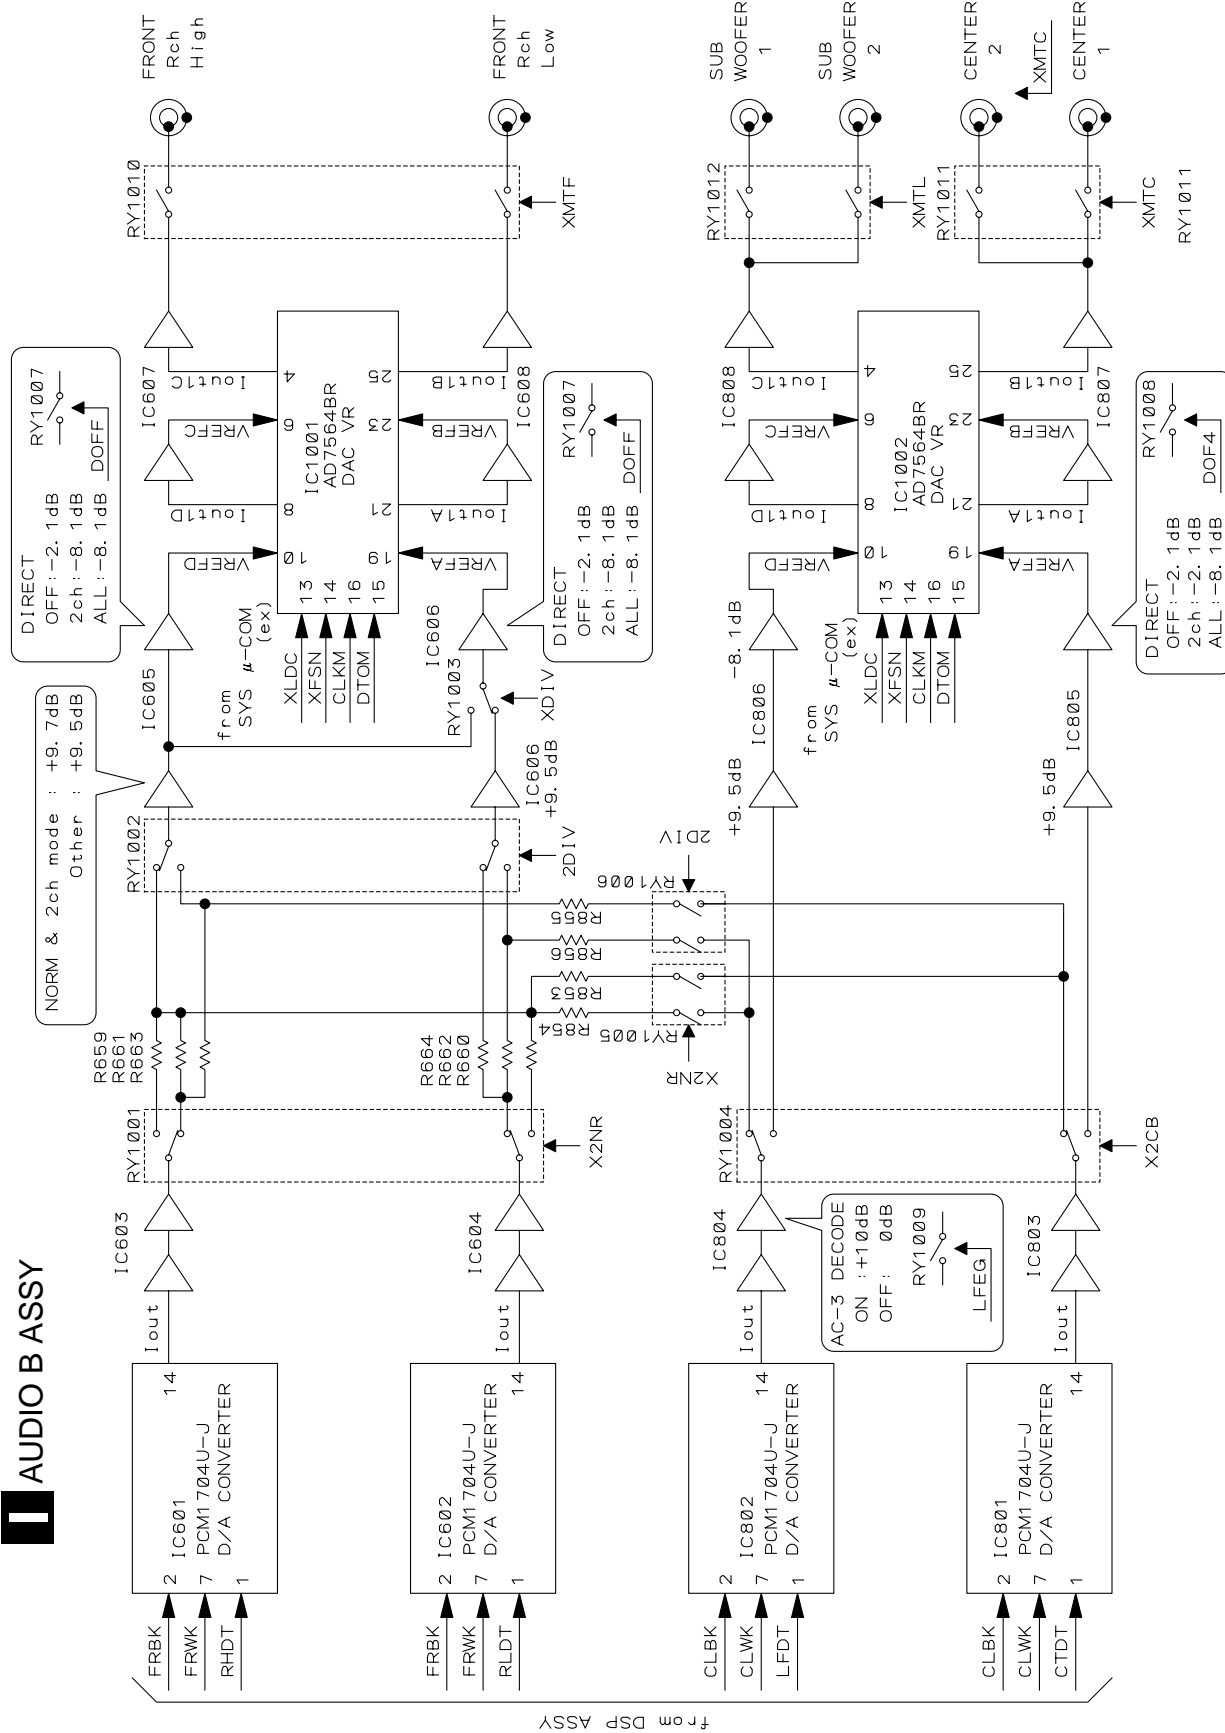 I AUDIO B ASSY
from DSP ASSY
FRBK
FRWK
RHDT
2
7
1
IC601
PCM1704U-J
D/A CONVERTER
14
Iout
IC603
RY1001
X2NR
R659
R661
R663
NORM & 2ch mode : +9.7dB
Other : +9.5dB
RY1002
2DIV
IC605
DIRECT
OFF:-2.1dB
2ch:-8.1dB
ALL:-8.1dB
RY1007
DOFF
from
SYS μ-COM
(ex)
XLDC
XFSN
CLKM
DTOM
13
14
16
15
VREFD
10
Iout1D
8
VREFC
6
Iout1C
4
IC1001
AD7564BR
DAC VR
19
VREFA
21
Iout1A
23
VREFB
25
Iout1B
IC607
RY1010
XMTF
FRONT
Rch
High
FRBK
FRWK
RLDT
2
7
1
IC602
PCM1704U-J
D/A CONVERTER
14
Iout
IC604
R664
R662
R660
IC606
+9.5dB
RY1003
XDIV
IC606
DIRECT
OFF:-2.1dB
2ch:-8.1dB
ALL:-8.1dB
RY1007
DOFF
IC608
FRONT
Rch
Low
R855
R856
R853
R854
RY1006
2DIV
RY1005
X2NR
CLBK
CLWK
LFDT
2
7
1
IC802
PCM1704U-J
D/A CONVERTER
14
Iout
IC804
AC-3 DECODE
ON :+10dB
OFF: 0dB
RY1009
LFEG
RY1004
X2CB
+9.5dB
IC806
-8.1dB
from
SYS μ-COM
(ex)
XLDC
XFSN
CLKM
DTOM
13
14
16
15
VREFD
10
Iout1D
8
VREFC
6
Iout1C
4
IC1002
AD7564BR
DAC VR
19
VREFA
21
Iout1A
23
VREFB
25
Iout1B
IC808
RY1012
XMTL
SUB
WOOFER
1
SUB
WOOFER
2
CLBK
CLWK
CTDT
2
7
1
IC801
PCM1704U-J
D/A CONVERTER
14
Iout
IC803
+9.5dB
IC805
DIRECT
OFF:-2.1dB
2ch:-2.1dB
ALL:-8.1dB
RY1008
DOF4
IC807
RY1011
XMTC
RY1011
CENTER
2
XMTC
CENTER
1